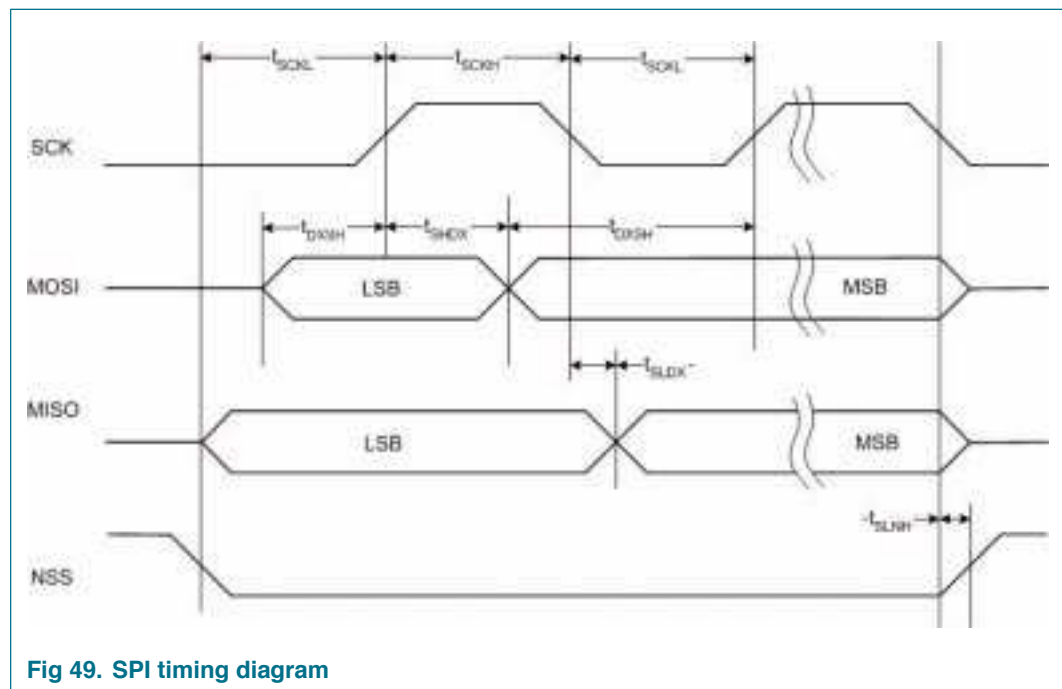 tSCKL tSCKH tSCKL
SCK
tDXSH tSHDX tDXSH
MOSI LSB MSB
tSLDX
MISO
LSB MSB
tSLNH
NSS
Fig 49. SPI timing diagram